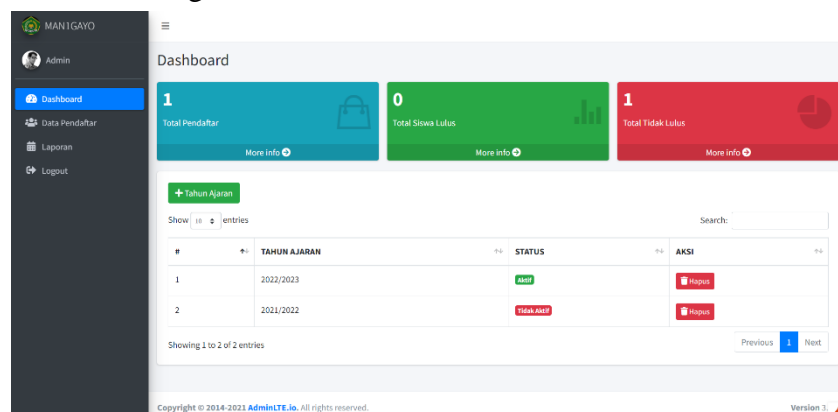 MAN1GAYO
Admin
Dashboard
Data Pendaftar
Laporan
Logout
Dashboard
1
Total Pendaftar
More info
0
Total Siswa Lulus
More info
1
Total Tidak Lulus
More info
Tahun Ajaran
Show 10 entries
Search:
# TAHUN AJARAN STATUS AKSI
1 2022/2023 Aktif Hapus
2 2021/2022 Tidak Aktif Hapus
Showing 1 to 2 of 2 entries
Previous 1 Next
Copyright © 2014-2021 AdminLTE.io. All rights reserved.
Version 3.